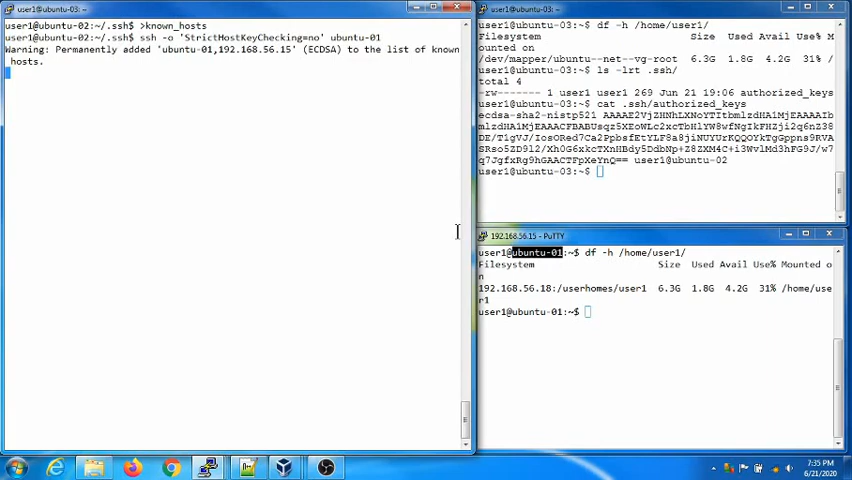 user1@ubuntu-03: ~
user1@ubuntu-02:~/.ssh$ >known_hosts
user1@ubuntu-02:~/.ssh$ ssh -o 'StrictHostKeyChecking=no' ubuntu-01
Warning: Permanently added 'ubuntu-01,192.168.56.15' (ECDSA) to the list of known
hosts.
user1@ubuntu-03: ~
user1@ubuntu-03:~$ df -h /home/user1/
Filesystem Size Used Avail Use% M
ounted on
/dev/mapper/ubuntu--net--vg-root 6.3G 1.8G 4.2G 31% /
user1@ubuntu-03:~$ ls -lrt .ssh/
total 4
-rw------- 1 user1 user1 269 Jun 21 19:06 authorized_keys
user1@ubuntu-03:~$ cat .ssh/authorized_keys
user1@ubuntu-02
user1@ubuntu-03:~$
192.168.56.15 - PuTTY
user1@ubuntu-01:~$ df -h /home/user1/
Filesystem Size Used Avail Use% Mounted o
n
192.168.56.18:/userhomes/user1 6.3G 1.8G 4.2G 31% /home/use
r1
user1@ubuntu-01:~$
7:35 PM
6/21/2020